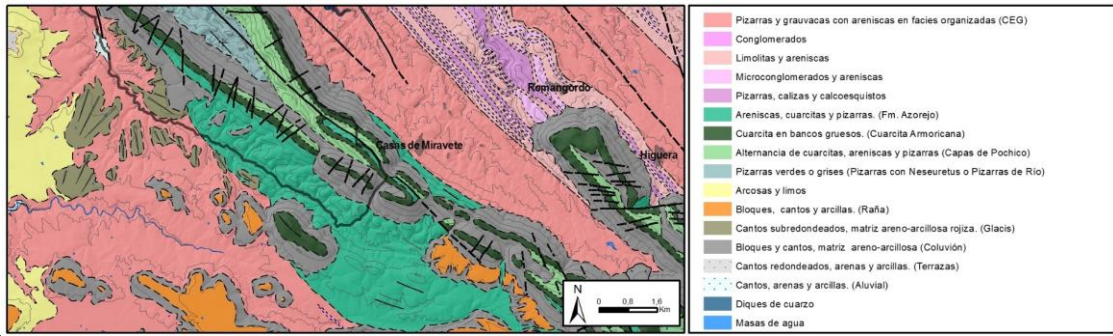 Romangordo
Casas de Miravete
Higuera
N
0 0,8 1,6
Km
Pizarras y grauvacas con areniscas en facies organizadas (CEG)
Conglomerados
Limolitas y areniscas
Microconglomerados y areniscas
Pizarras, calizas y calcoesquistos
Areniscas, cuarcitas y pizarras. (Fm. Azorejo)
Cuarcita en bancos gruesos. (Cuarcita Armoricana)
Alternancia de cuarcitas, areniscas y pizarras (Capas de Pochico)
Pizarras verdes o grises (Pizarras con Neseuretus o Pizarras de Río)
Arcosas y limos
Bloques, cantos y arcillas. (Raña)
Cantos subredondeados, matriz areno-arcillosa rojiza. (Glacis)
Bloques y cantos, matriz areno-arcillosa (Coluvión)
Cantos redondeados, arenas y arcillas. (Terrazas)
Cantos, arenas y arcillas. (Aluvial)
Diques de cuarzo
Masas de agua